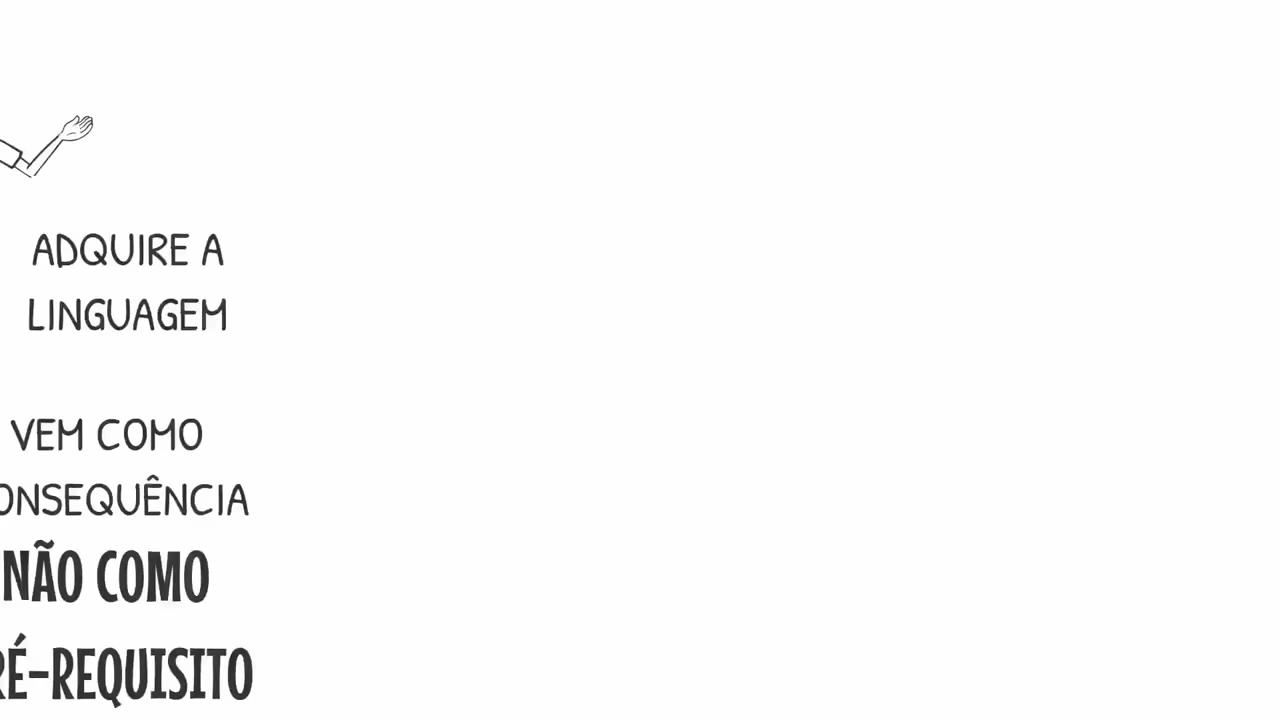 ADQUIRE A
LINGUAGEM
VEM COMO
ONSEQUÊNCIA
NÃO COMO
RÉ-REQUISITO